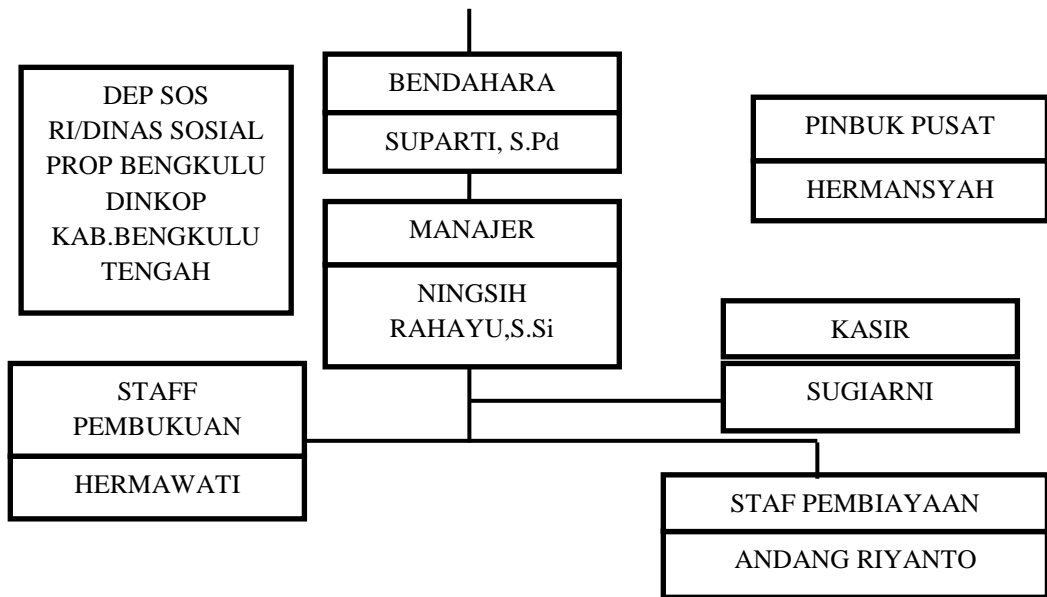 DEP SOS
RI/DINAS SOSIAL
PROP BENGKULU
DINKOP
KAB.BENGKULU
TENGAH
BENDAHARA
SUPARTI, S.Pd
PINBUK PUSAT
HERMANSYAH
MANAJER
NINGSIH
RAHAYU,S.Si
KASIR
SUGIARNI
STAFF
PEMBUKUAN
HERMAWATI
STAF PEMBIAYAAN
ANDANG RIYANTO